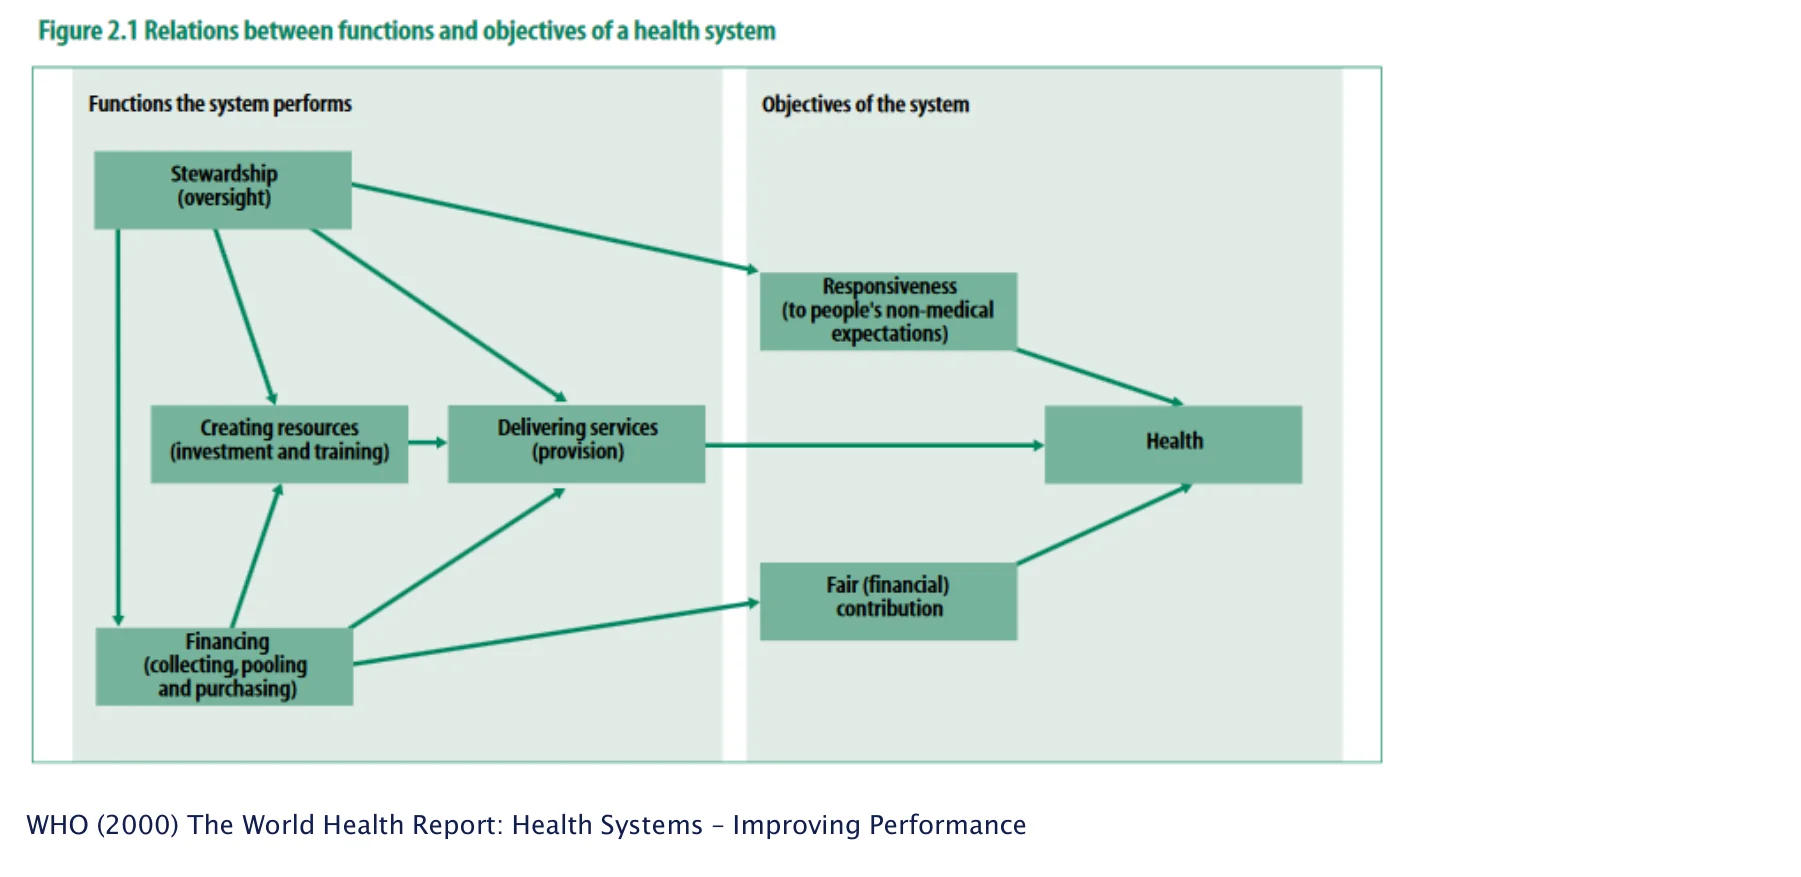 Figure 2.1 Relations between functions and objectives of a health system
Functions the system performs
Objectives of the system
Stewardship
(oversight)
Responsiveness
(to people's non-medical
expectations)
Creating resources
(investment and training)
Delivering services
(provision)
Health
Fair (financial)
contribution
Financing
(collecting, pooling
and purchasing)
WHO (2000) The World Health Report: Health Systems – Improving Performance